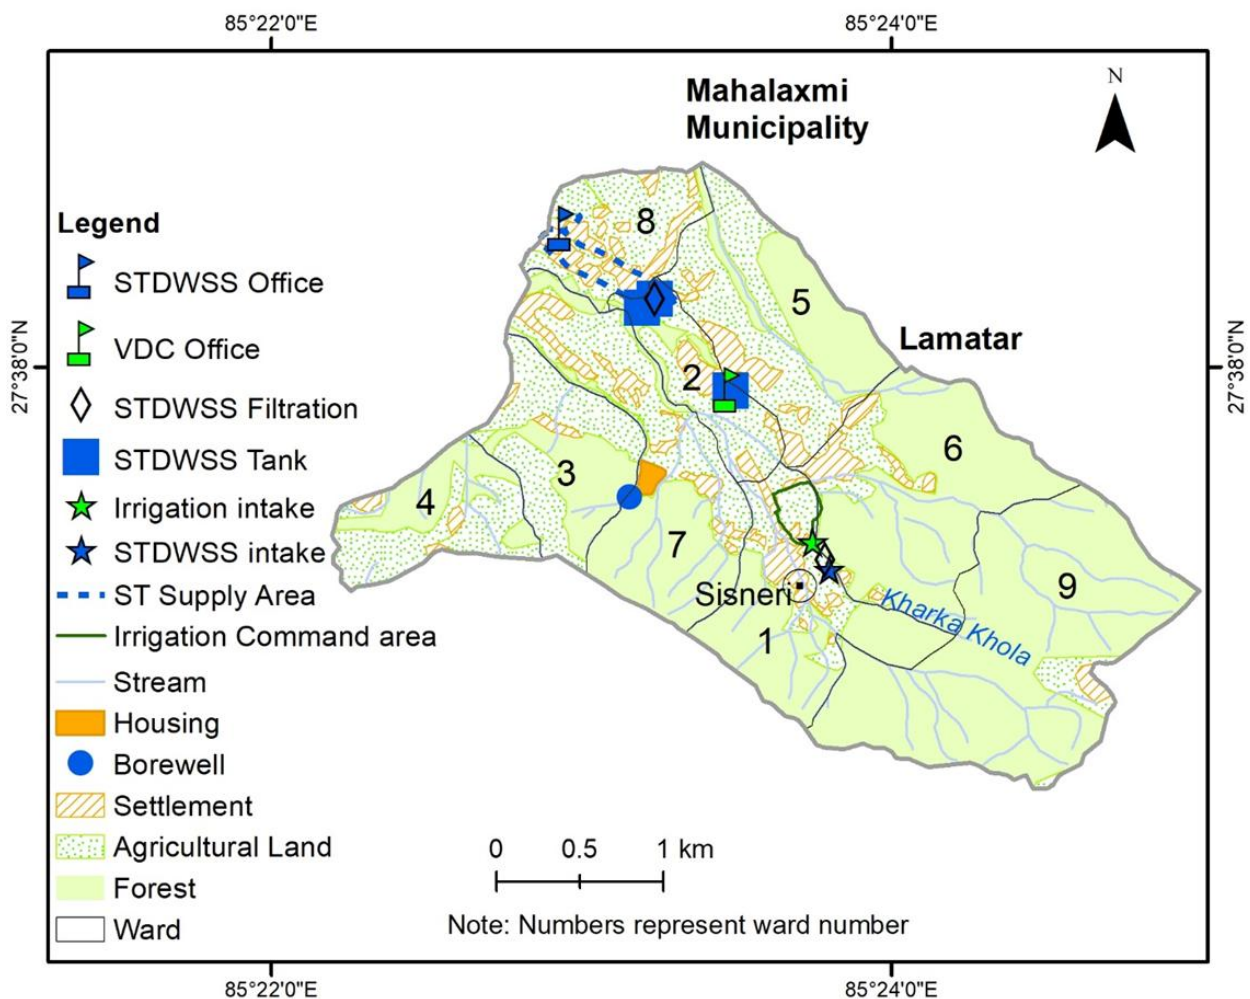 85°22'0"E
85°24'0"E
N
Mahalaxmi
Municipality
8
Legend
STDWSS Office
5
27°38'0"N
VDC Office
Lamatar
27°38'0"N
2
STDWSS Filtration
6
STDWSS Tank
3
4
Irrigation intake
7
STDWSS intake
9
ST Supply Area
Sisneri
Kharka Khola
1
Irrigation Command area
Stream
Housing
Borewell
Settlement
Agricultural Land
0 0.5 1 km
Forest
Ward
Note: Numbers represent ward number
85°22'0"E
85°24'0"E